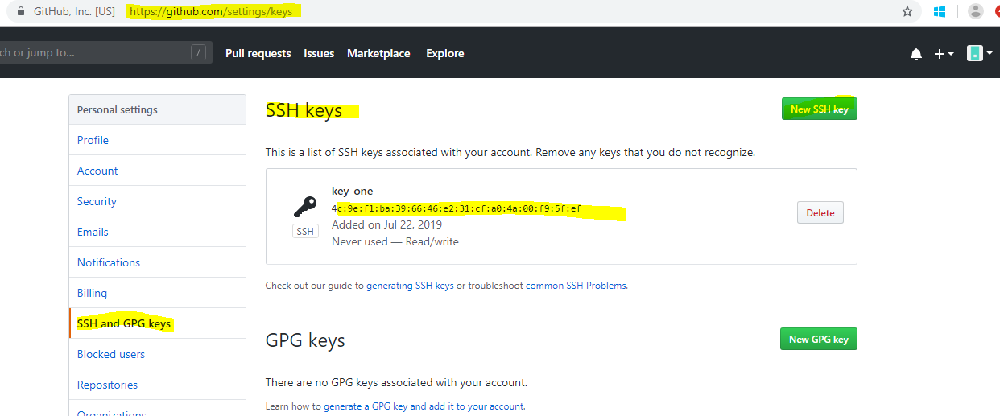 GitHub, Inc. [US] https://github.com/settings/keys
ch or jump to... / Pull requests Issues Marketplace Explore
Personal settings
Profile
Account
Security
Emails
Notifications
Billing
SSH and GPG keys
Blocked users
Repositories
Organizations
SSH keys
New SSH key
This is a list of SSH keys associated with your account. Remove any keys that you do not recognize.
key_one
4c:9e:f1:ba:39:66:46:e2:31:cf:a0:4a:00:f9:5f:ef
SSH
Added on Jul 22, 2019
Never used — Read/write
Delete
Check out our guide to generating SSH keys or troubleshoot common SSH Problems.
GPG keys
New GPG key
There are no GPG keys associated with your account.
Learn how to generate a GPG key and add it to your account.